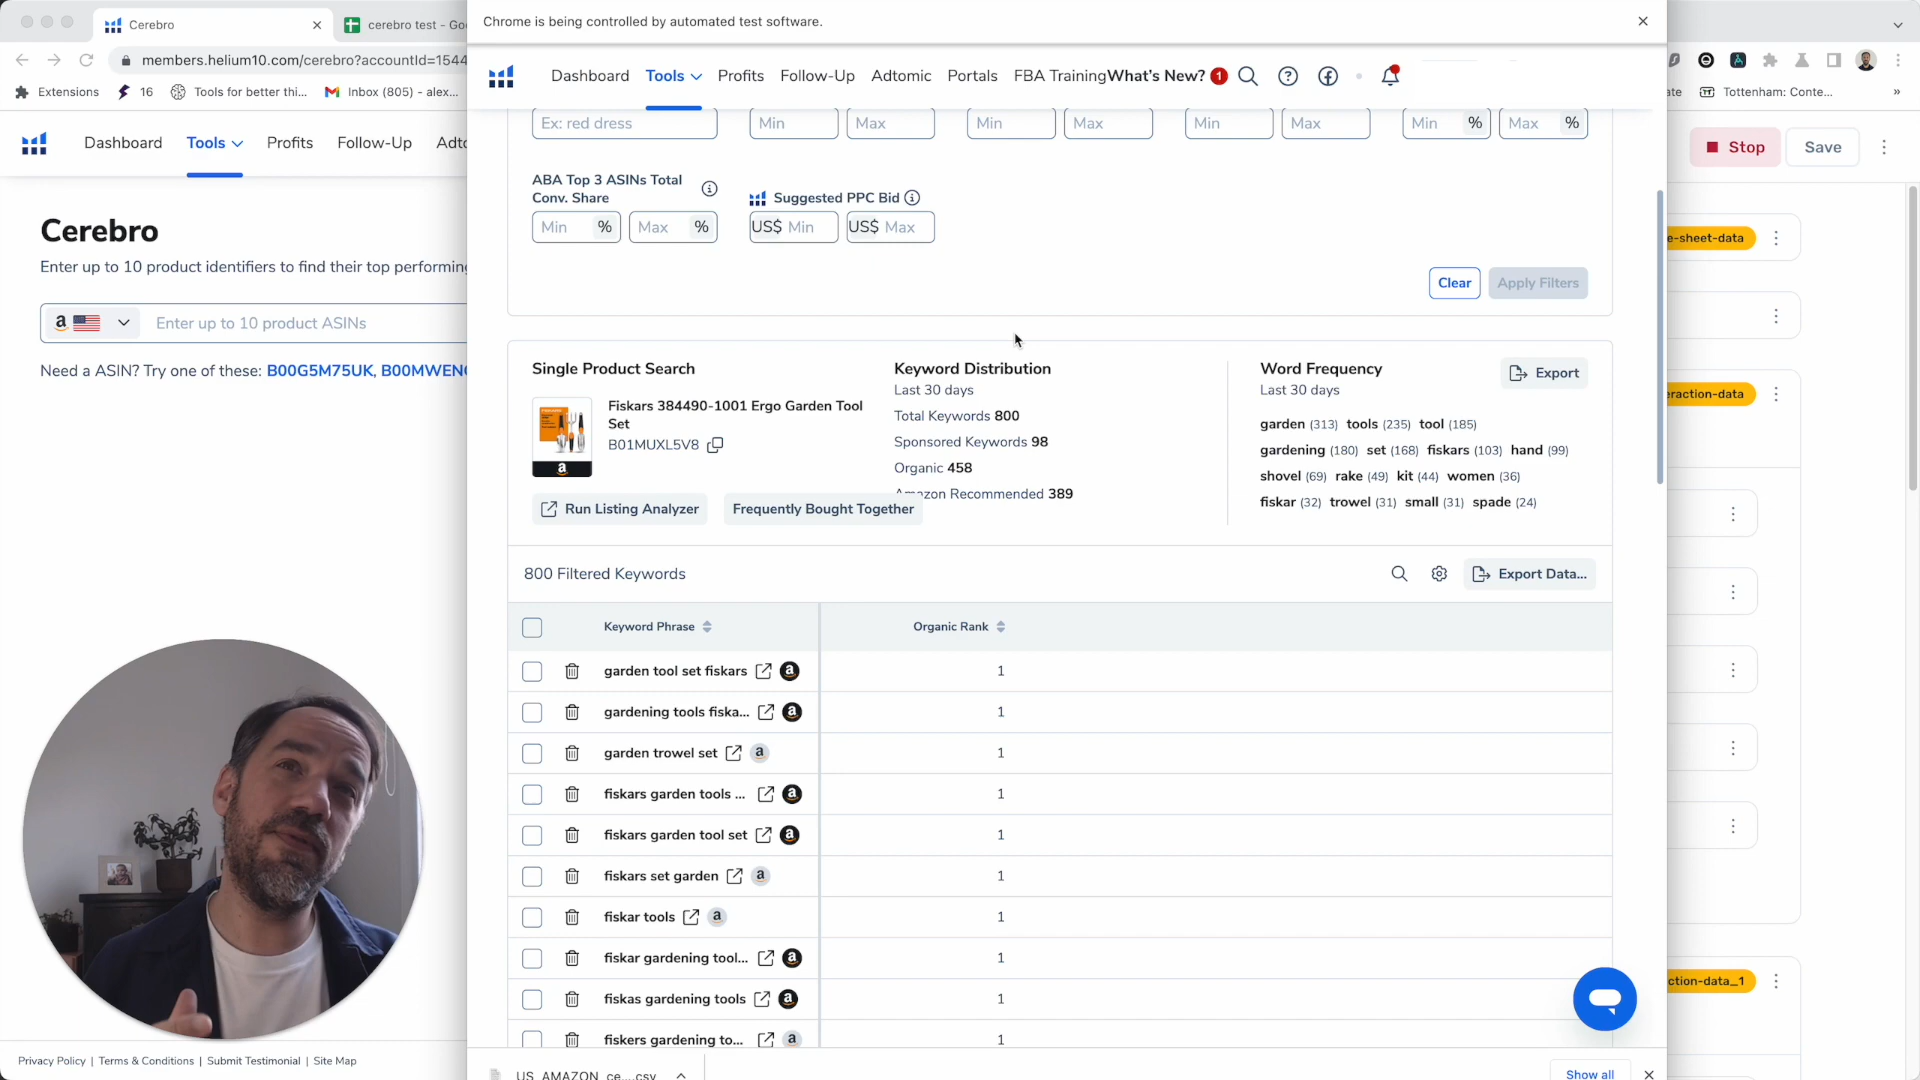 Cerebro
cerebro test - Go
Chrome is being controlled by automated test software.
members.helium10.com/cerebro?accountId=1544
Extensions
16
Tools for better thi...
Inbox (805) - alex...
Tottenham: Conte...
»
Dashboard
Tools
Profits
Follow-Up
Adtomic
Portals
FBA Training
What's New?
1
Dashboard
Tools
Profits
Follow-Up
Stop
Save
Ex: red dress
Min
Max
Min
Max
Min
Max
Min %
Max %
ABA Top 3 ASINs Total
Conv. Share
Suggested PPC Bid
Min %
Max %
US$ Min
US$ Max
Clear
Apply Filters
Cerebro
Enter up to 10 product identifiers to find their top performing
a
Enter up to 10 product ASINs
Need a ASIN? Try one of these: B00G5M75UK, B00MWEN
e-sheet-data
eraction-data
ction-data_1
Single Product Search
Fiskars 384490-1001 Ergo Garden Tool
Set
B01MUXL5V8
a
Run Listing Analyzer
Frequently Bought Together
Keyword Distribution
Last 30 days
Total Keywords 800
Sponsored Keywords 98
Organic 458
Amazon Recommended 389
Word Frequency
Last 30 days
Export
garden (313) tools (235) tool (185)
gardening (180) set (168) fiskars (103) hand (99)
shovel (69) rake (49) kit (44) women (36)
fiskar (32) trowel (31) small (31) spade (24)
800 Filtered Keywords
Export Data...
Keyword Phrase
Organic Rank
garden tool set fiskars a 1
gardening tools fiska... a 1
garden trowel set a 1
fiskars garden tools ... a 1
fiskars garden tool set a 1
fiskars set garden a 1
fiskar tools a 1
fiskar gardening tool... a 1
fiskas gardening tools a 1
fiskers gardening to... a 1
Privacy Policy | Terms & Conditions | Submit Testimonial | Site Map
US_AMAZON_ce....csv
Show all